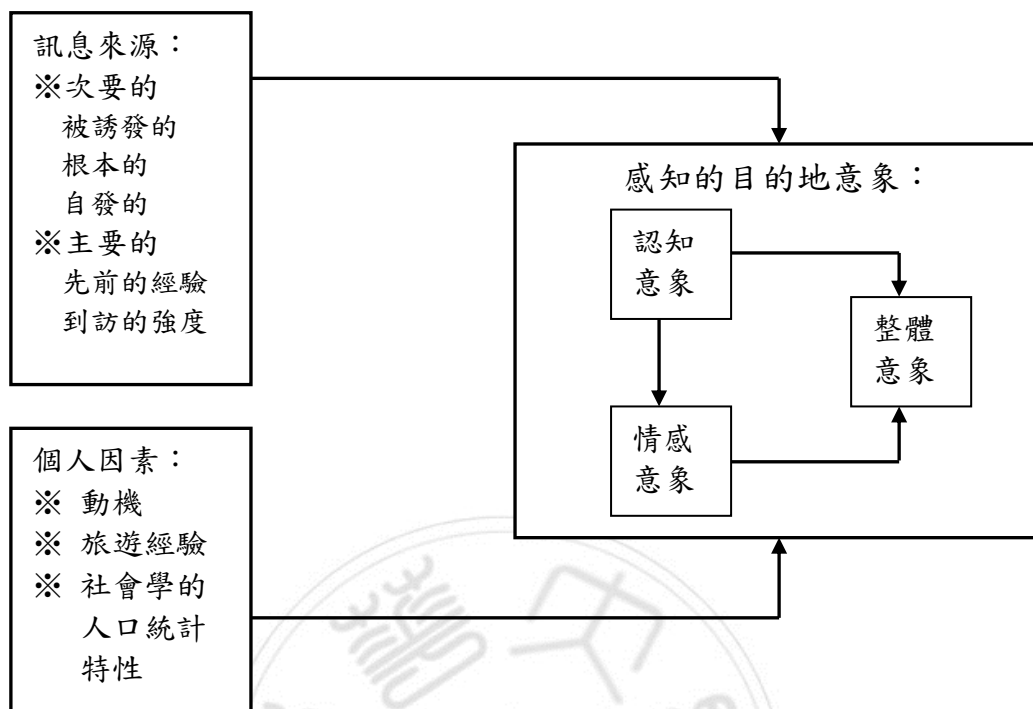 訊息來源：
※次要的
被誘發的
根本的
自發的
※主要的
先前的經驗
到訪的強度
個人因素：
※ 動機
※ 旅遊經驗
※ 社會學的
人口統計
特性
感知的目的地意象：
認知
意象
整體
意象
情感
意象